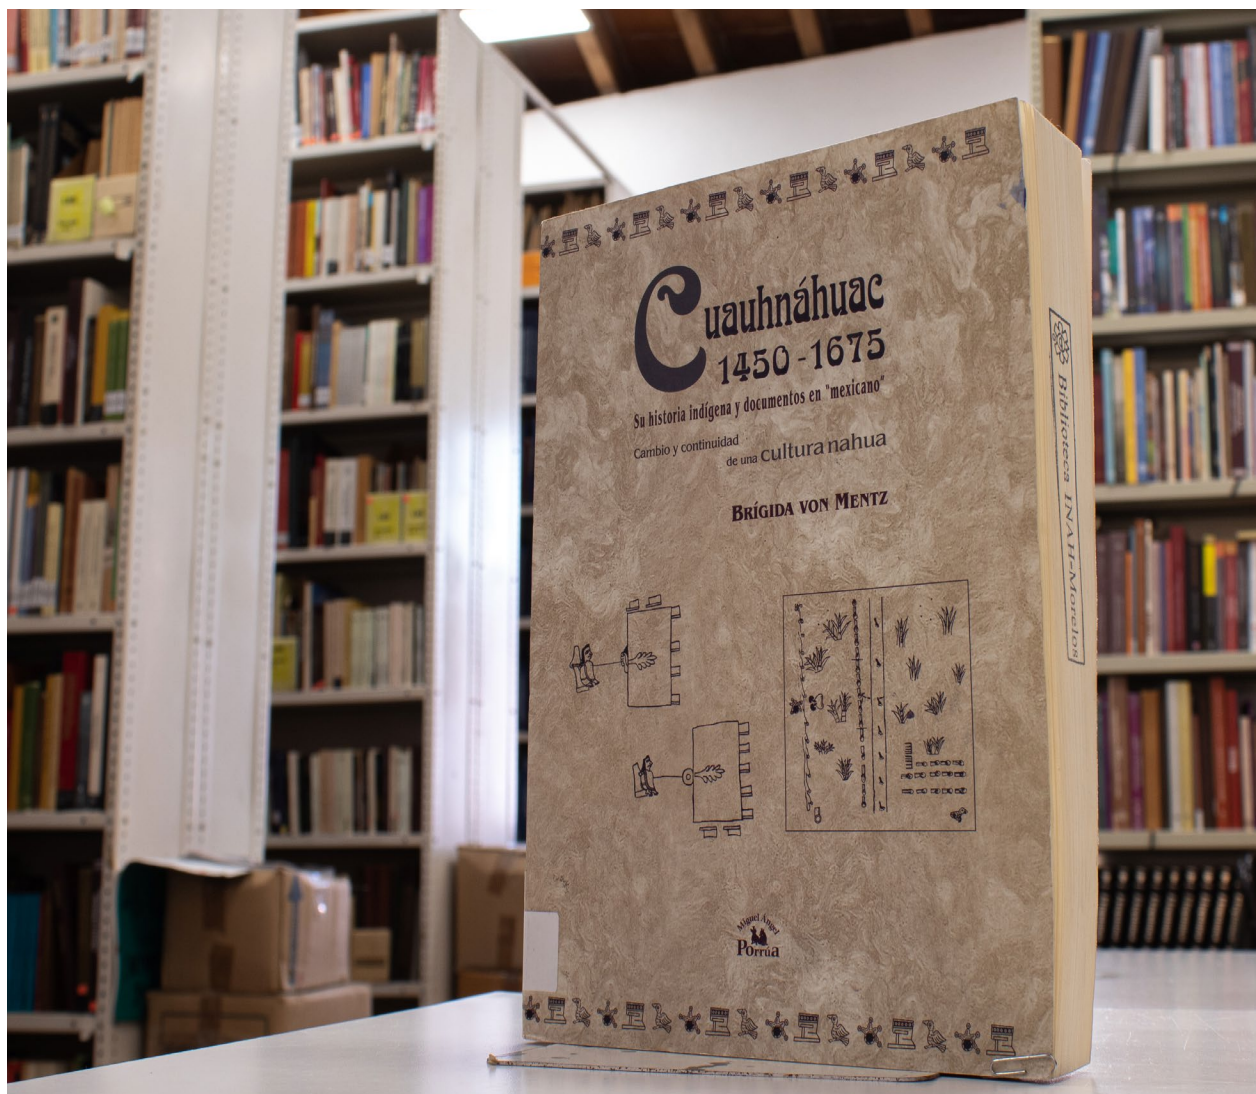 Cuauhnáhuac
1450-1675
Su historia indígena y documentos en "mexicano"
Cambio y continuidad
de una cultura nahua
BRÍGIDA VON MENTZ
Miguel Ángel
Porrúa
Biblioteca INAH-Morelos